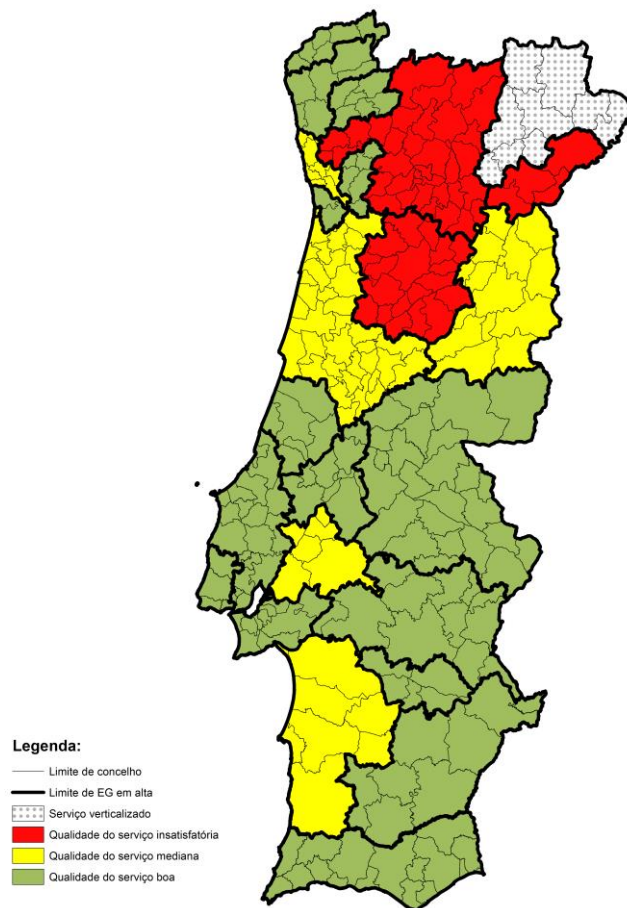 Legenda:
Limite de concelho
Limite de EG em alta
Serviço verticalizado
Qualidade do serviço insatisfatória
Qualidade do serviço mediana
Qualidade do serviço boa